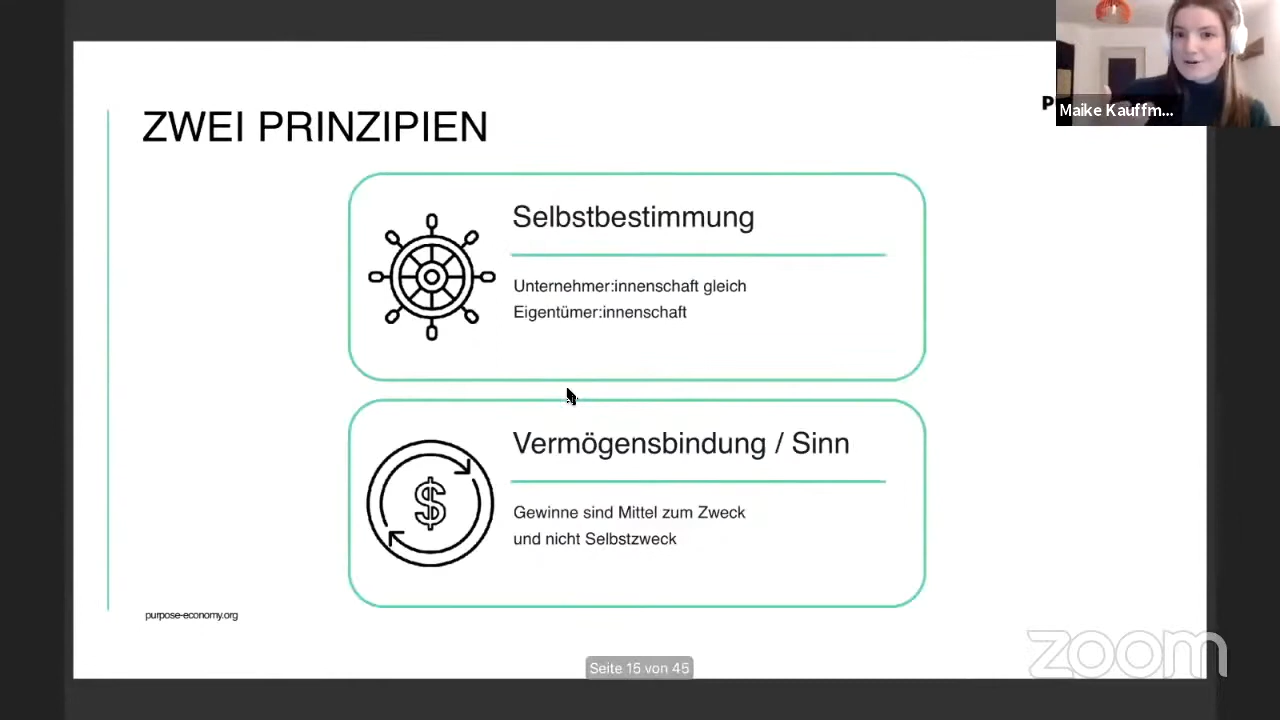 ZWEI PRINZIPIEN
P
Maike Kauffm...
Selbstbestimmung
Unternehmer:innenschaft gleich
Eigentümer:innenschaft
$
Vermögensbindung / Sinn
Gewinne sind Mittel zum Zweck
und nicht Selbstzweck
purpose-economy.org
Seite 15 von 45
zoom